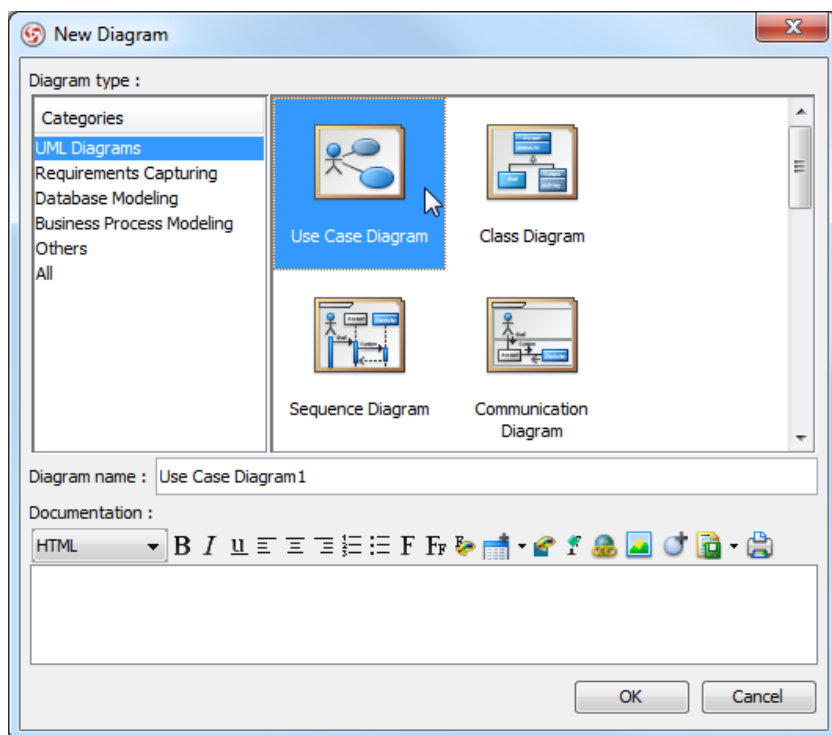 New Diagram
Diagram type :
Categories
UML Diagrams
Requirements Capturing
Database Modeling
Business Process Modeling
Others
All
Use Case Diagram
Class Diagram
Sequence Diagram
Communication
Diagram
Diagram name : Use Case Diagram1
Documentation :
HTML B I u F FF
OK Cancel